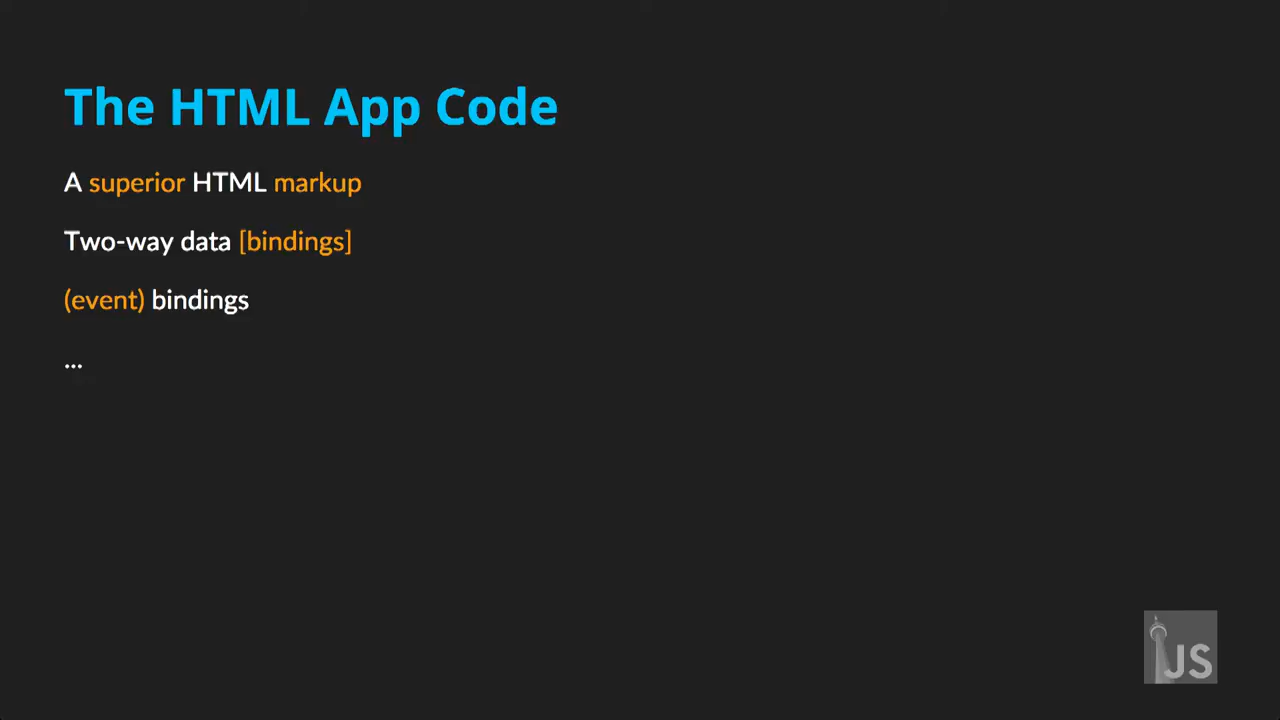 The HTML App Code
A superior HTML markup
Two-way data [bindings]
(event) bindings
...
JS